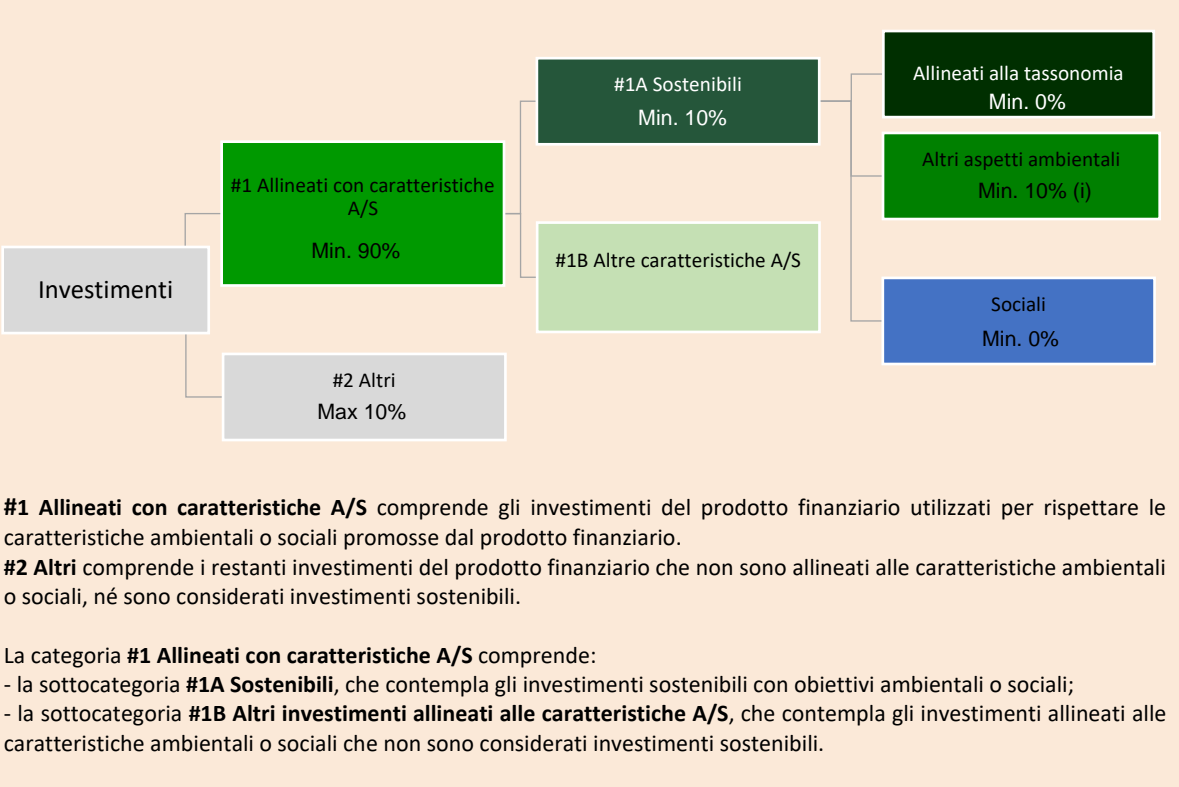 Investimenti
#1 Allineati con caratteristiche
A/S
Min. 90%
#2 Altri
Max 10%
#1A Sostenibili
Min. 10%
#1B Altre caratteristiche A/S
Allineati alla tassonomia
Min. 0%
Altri aspetti ambientali
Min. 10% (i)
Sociali
Min. 0%
#1 Allineati con caratteristiche A/S comprende gli investimenti del prodotto finanziario utilizzati per rispettare le
caratteristiche ambientali o sociali promosse dal prodotto finanziario.
#2 Altri comprende i restanti investimenti del prodotto finanziario che non sono allineati alle caratteristiche ambientali
o sociali, né sono considerati investimenti sostenibili.
La categoria #1 Allineati con caratteristiche A/S comprende:
- la sottocategoria #1A Sostenibili, che contempla gli investimenti sostenibili con obiettivi ambientali o sociali;
- la sottocategoria #1B Altri investimenti allineati alle caratteristiche A/S, che contempla gli investimenti allineati alle
caratteristiche ambientali o sociali che non sono considerati investimenti sostenibili.